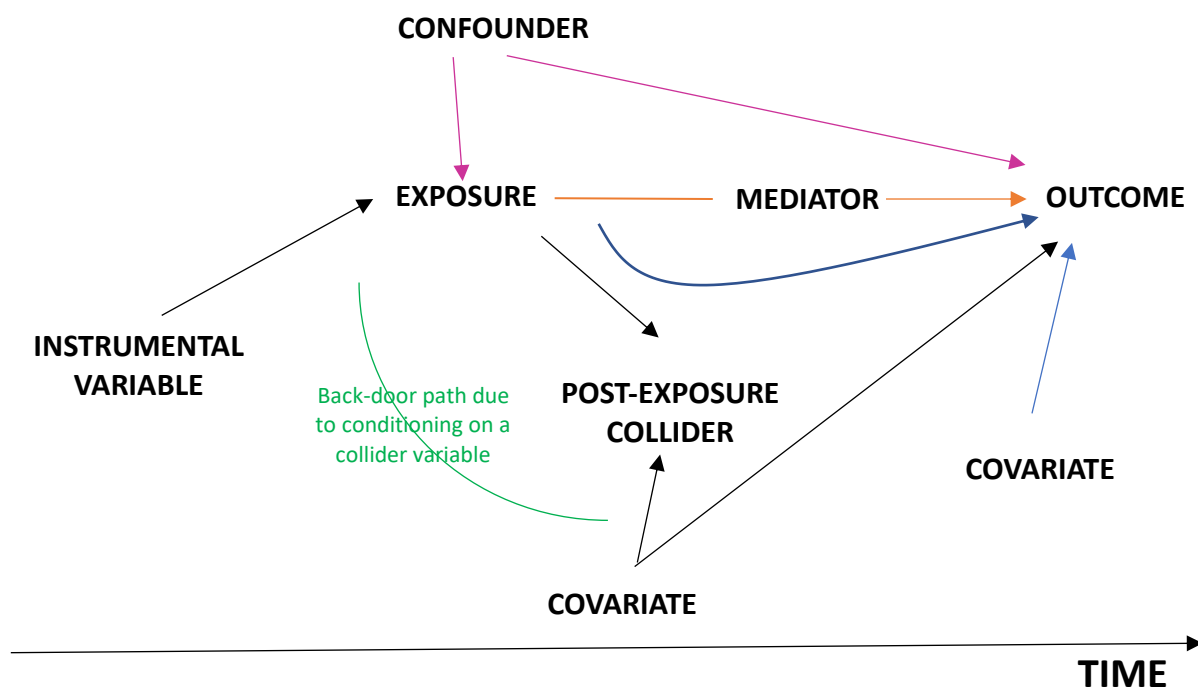 CONFOUNDER
EXPOSURE
MEDIATOR
OUTCOME
INSTRUMENTAL
VARIABLE
Back-door path due
to conditioning on a
collider variable
POST-EXPOSURE
COLLIDER
COVARIATE
COVARIATE
TIME